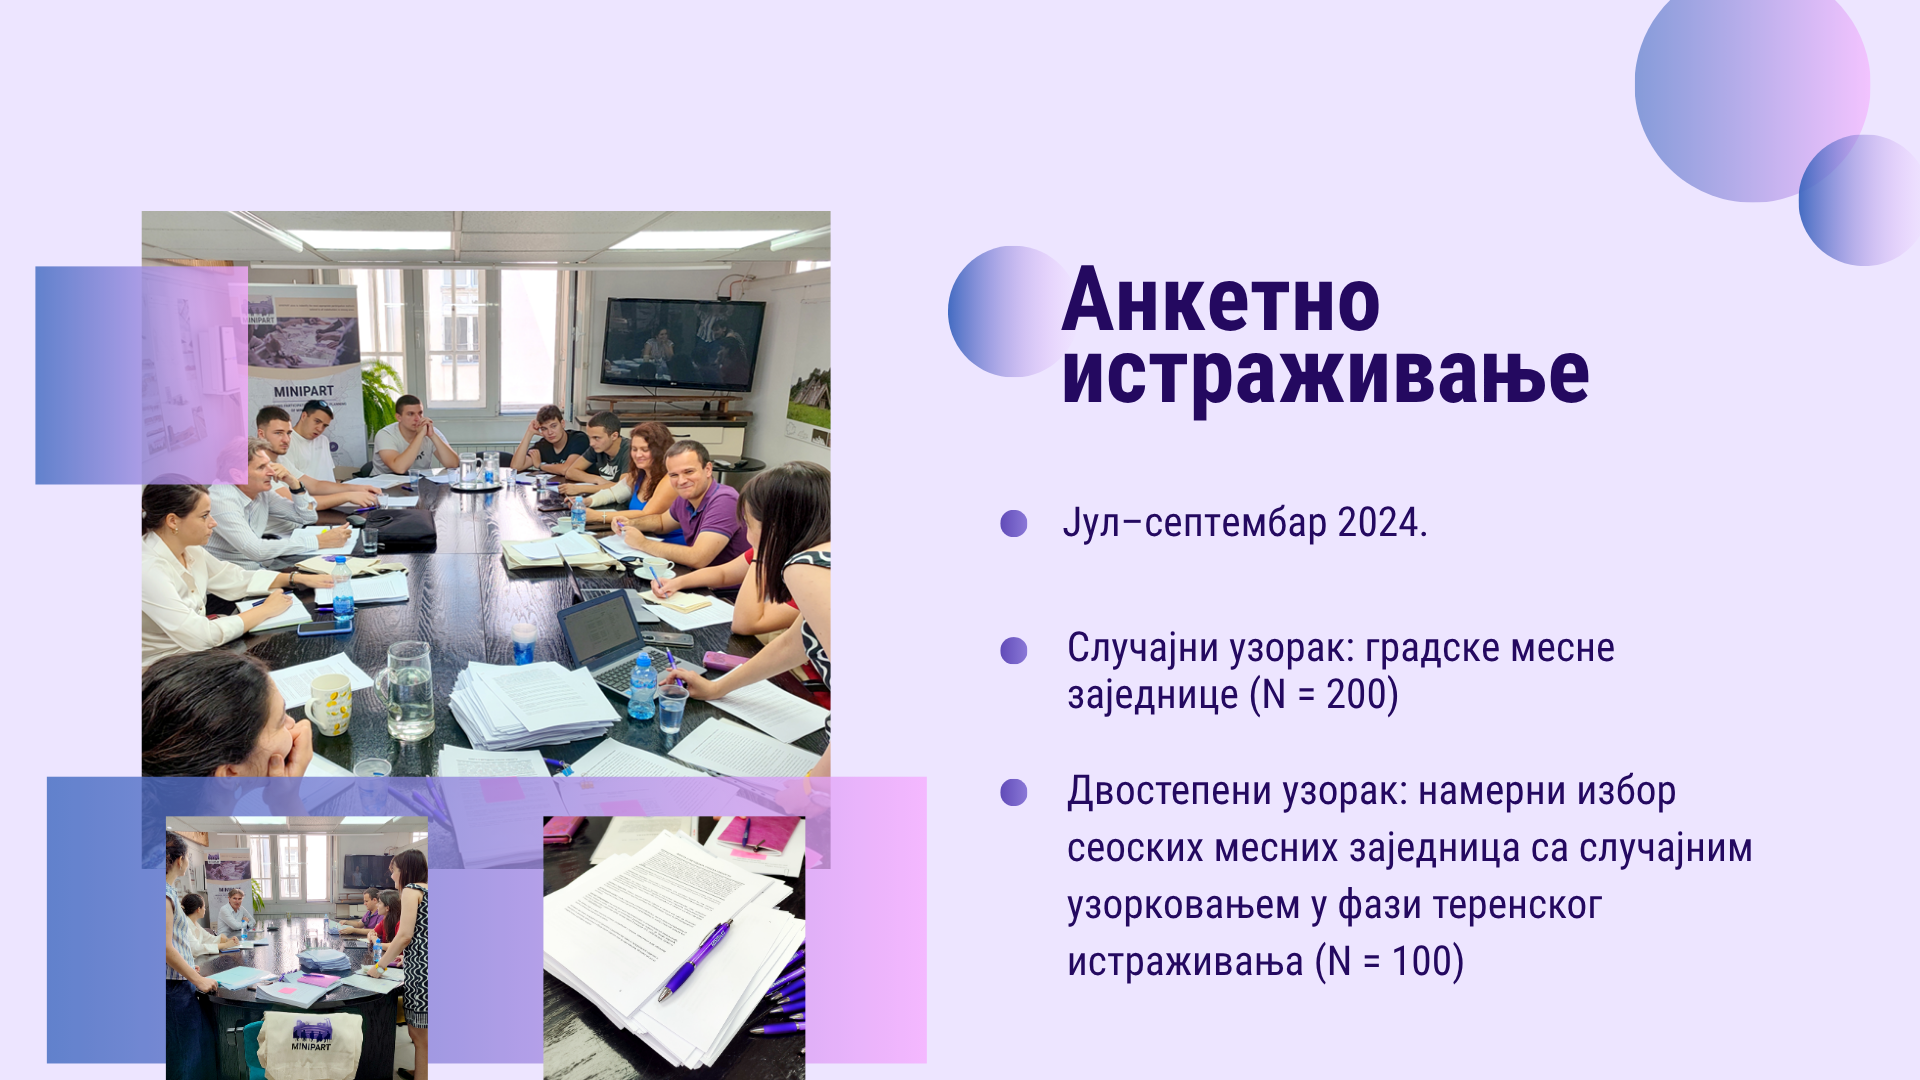 Анкетно
истраживање
Јул–септембар 2024.
Случајни узорак: градске месне
заједнице (N = 200)
Двостепени узорак: намерни избор
сеоских месних заједница са случајним
узорковањем у фази теренског
истраживања (N = 100)
MINIPART
MINIPART
MINIPART